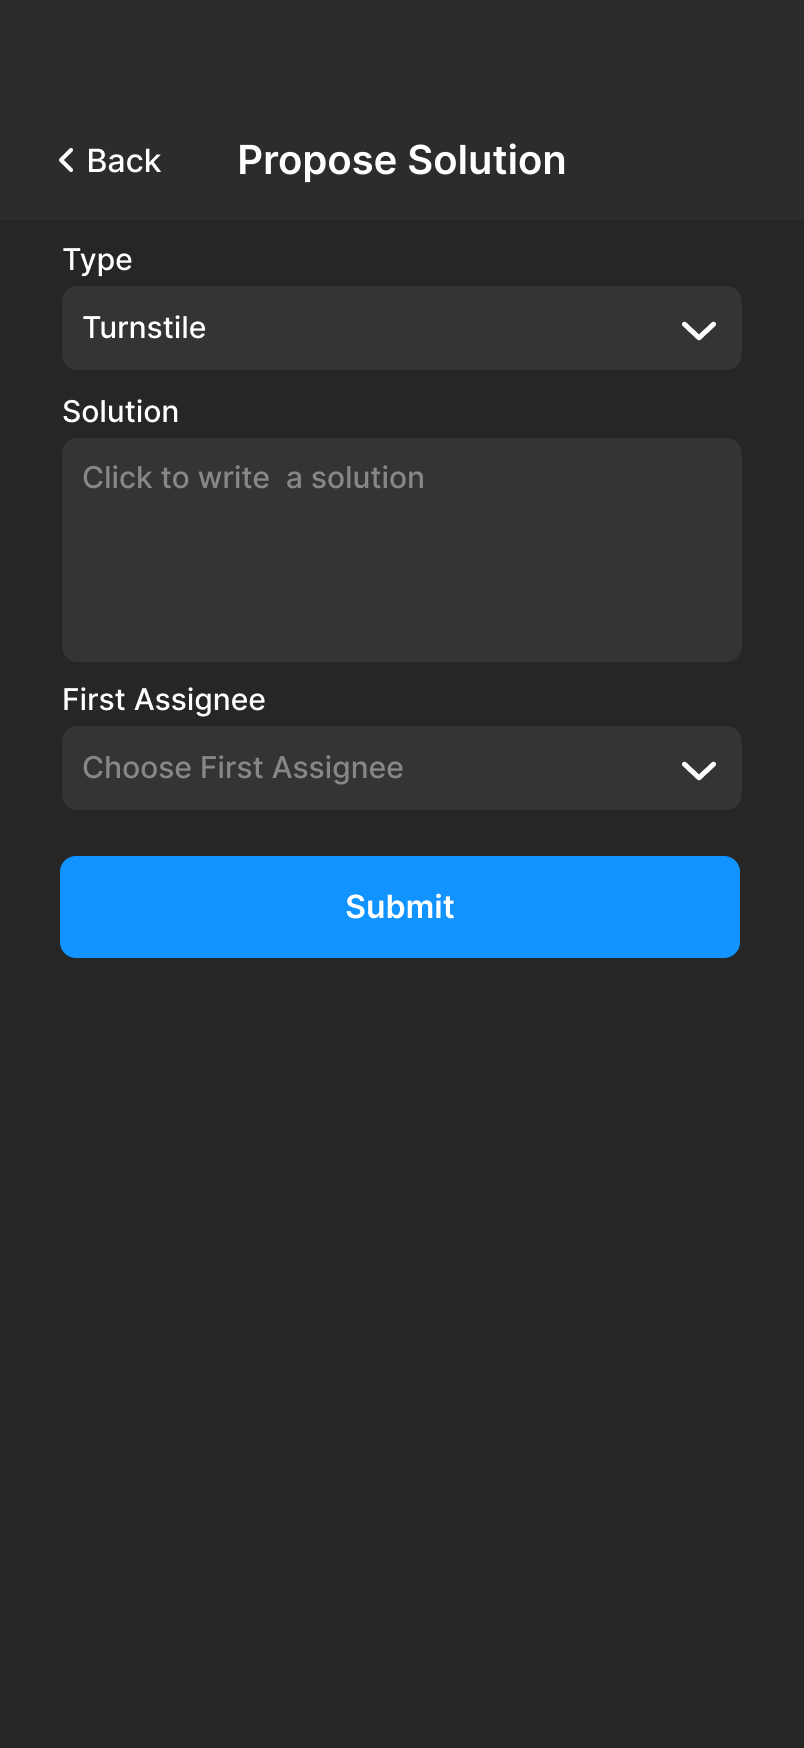 Back
Propose Solution
Type
Turnstile
Solution
Click to write  a solution
First Assignee
Choose First Assignee
Submit